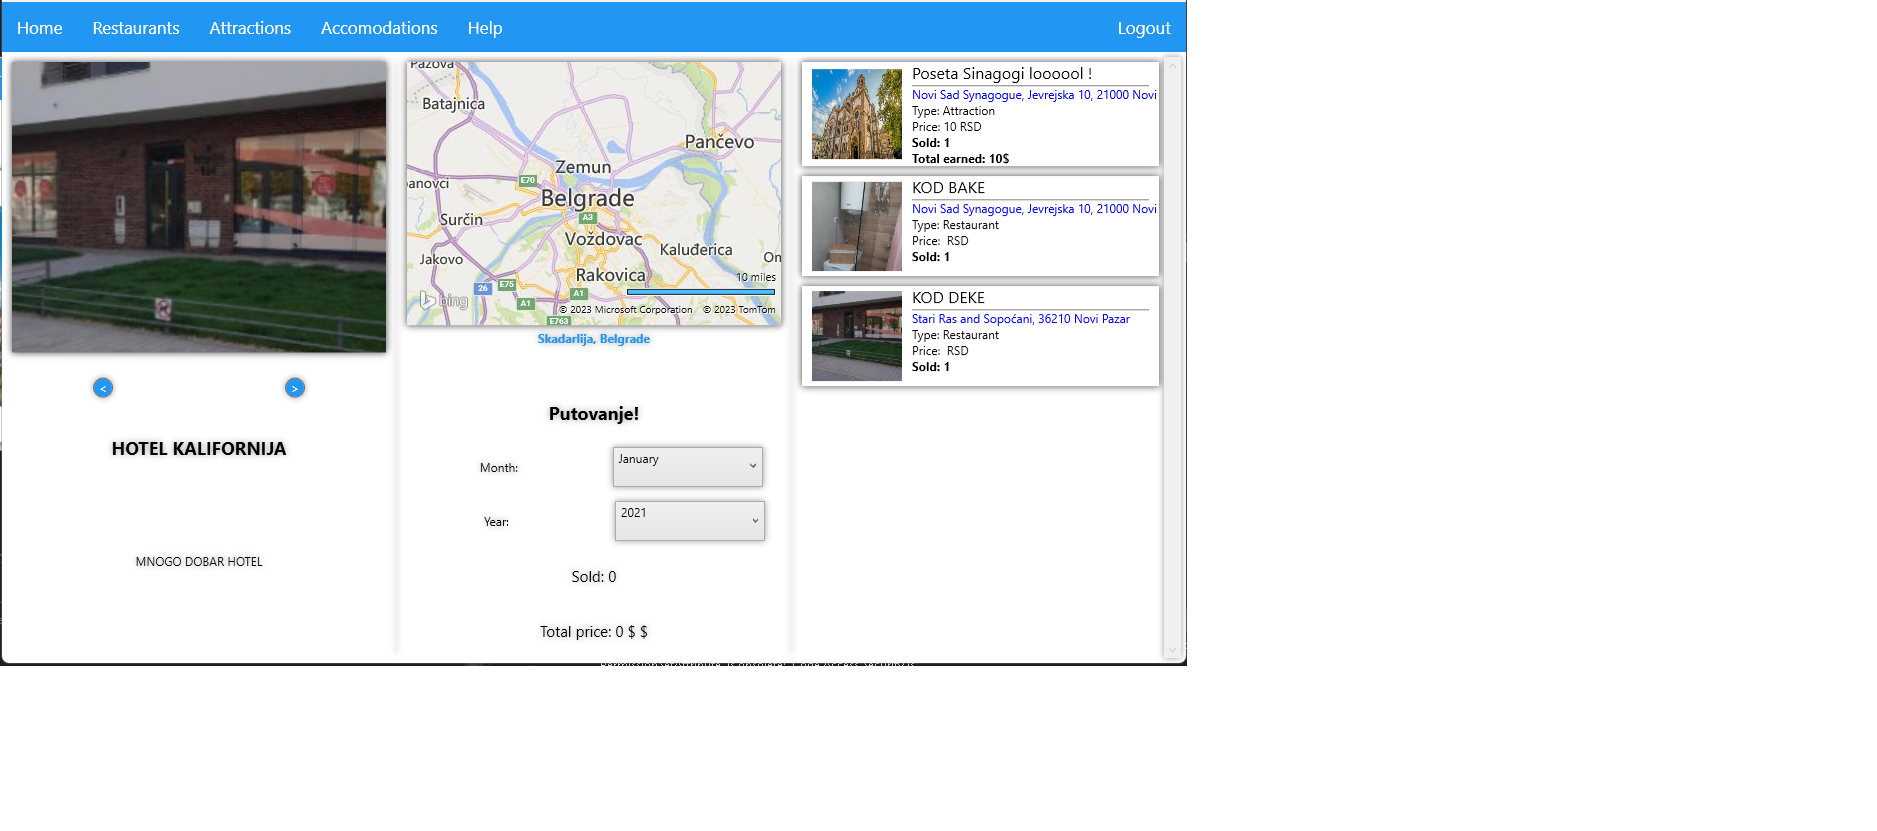 Home Restaurants Attractions Accomodations Help Logout
HOTEL KALIFORNIJA
MNOGO DOBAR HOTEL
Pazova
Batajnica
Pančevo
Zemun
E70
anovci
Belgrade
A3
Surčin
Voždovac
Kaluđerica
Jakovo
On
Rakovica
10 miles
26 E75
A1
A1
bing
© 2023 Microsoft Corporation © 2023 TomTom
E763
Skadarlija, Belgrade
Putovanje!
Month: January
Year: 2021
Sold: 0
Total price: 0 $ $
Poseta Sinagogi loooool !
Novi Sad Synagogue, Jevrejska 10, 21000 Novi
Type: Attraction
Price: 10 RSD
Sold: 1
Total earned: 10$
KOD BAKE
Novi Sad Synagogue, Jevrejska 10, 21000 Novi
Type: Restaurant
Price: RSD
Sold: 1
KOD DEKE
Stari Ras and Sopoćani, 36210 Novi Pazar
Type: Restaurant
Price: RSD
Sold: 1